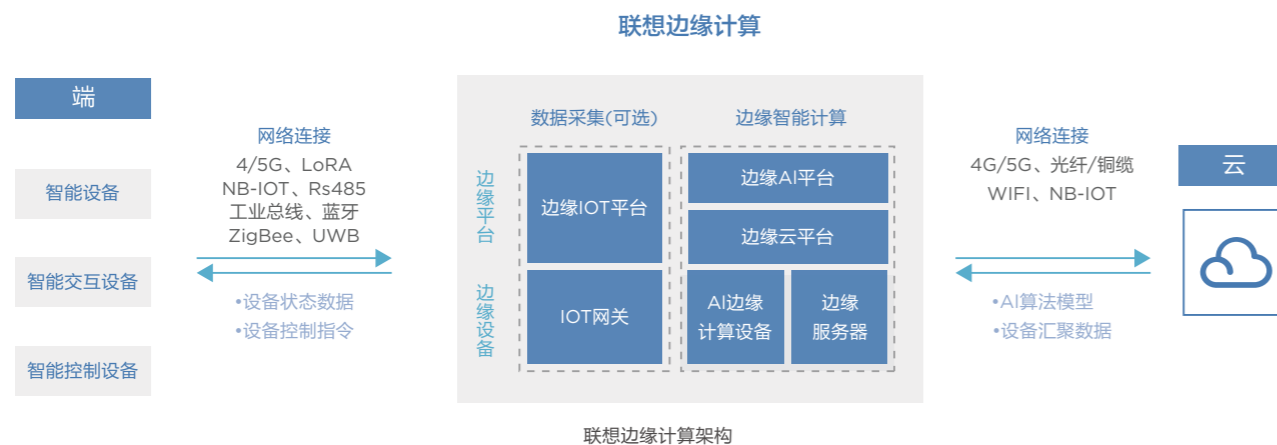 联想边缘计算
端
智能设备
智能交互设备
智能控制设备
网络连接
4/5G、LoRA
NB-IOT、Rs485
工业总线、蓝牙
ZigBee、UWB
•设备状态数据
•设备控制指令
数据采集(可选)
边缘智能计算
边缘平台
边缘IOT平台
边缘AI平台
边缘云平台
边缘设备
IOT网关
AI边缘
计算设备
边缘
服务器
网络连接
4G/5G、光纤/铜缆
WIFI、NB-IOT
•AI算法模型
•设备汇聚数据
云
联想边缘计算架构